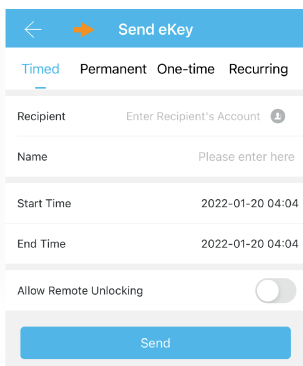 Send eKey
Timed Permanent One-time Recurring
Recipient Enter Recipient's Account
Name Please enter here
Start Time 2022-01-20 04:04
End Time 2022-01-20 04:04
Allow Remote Unlocking
Send